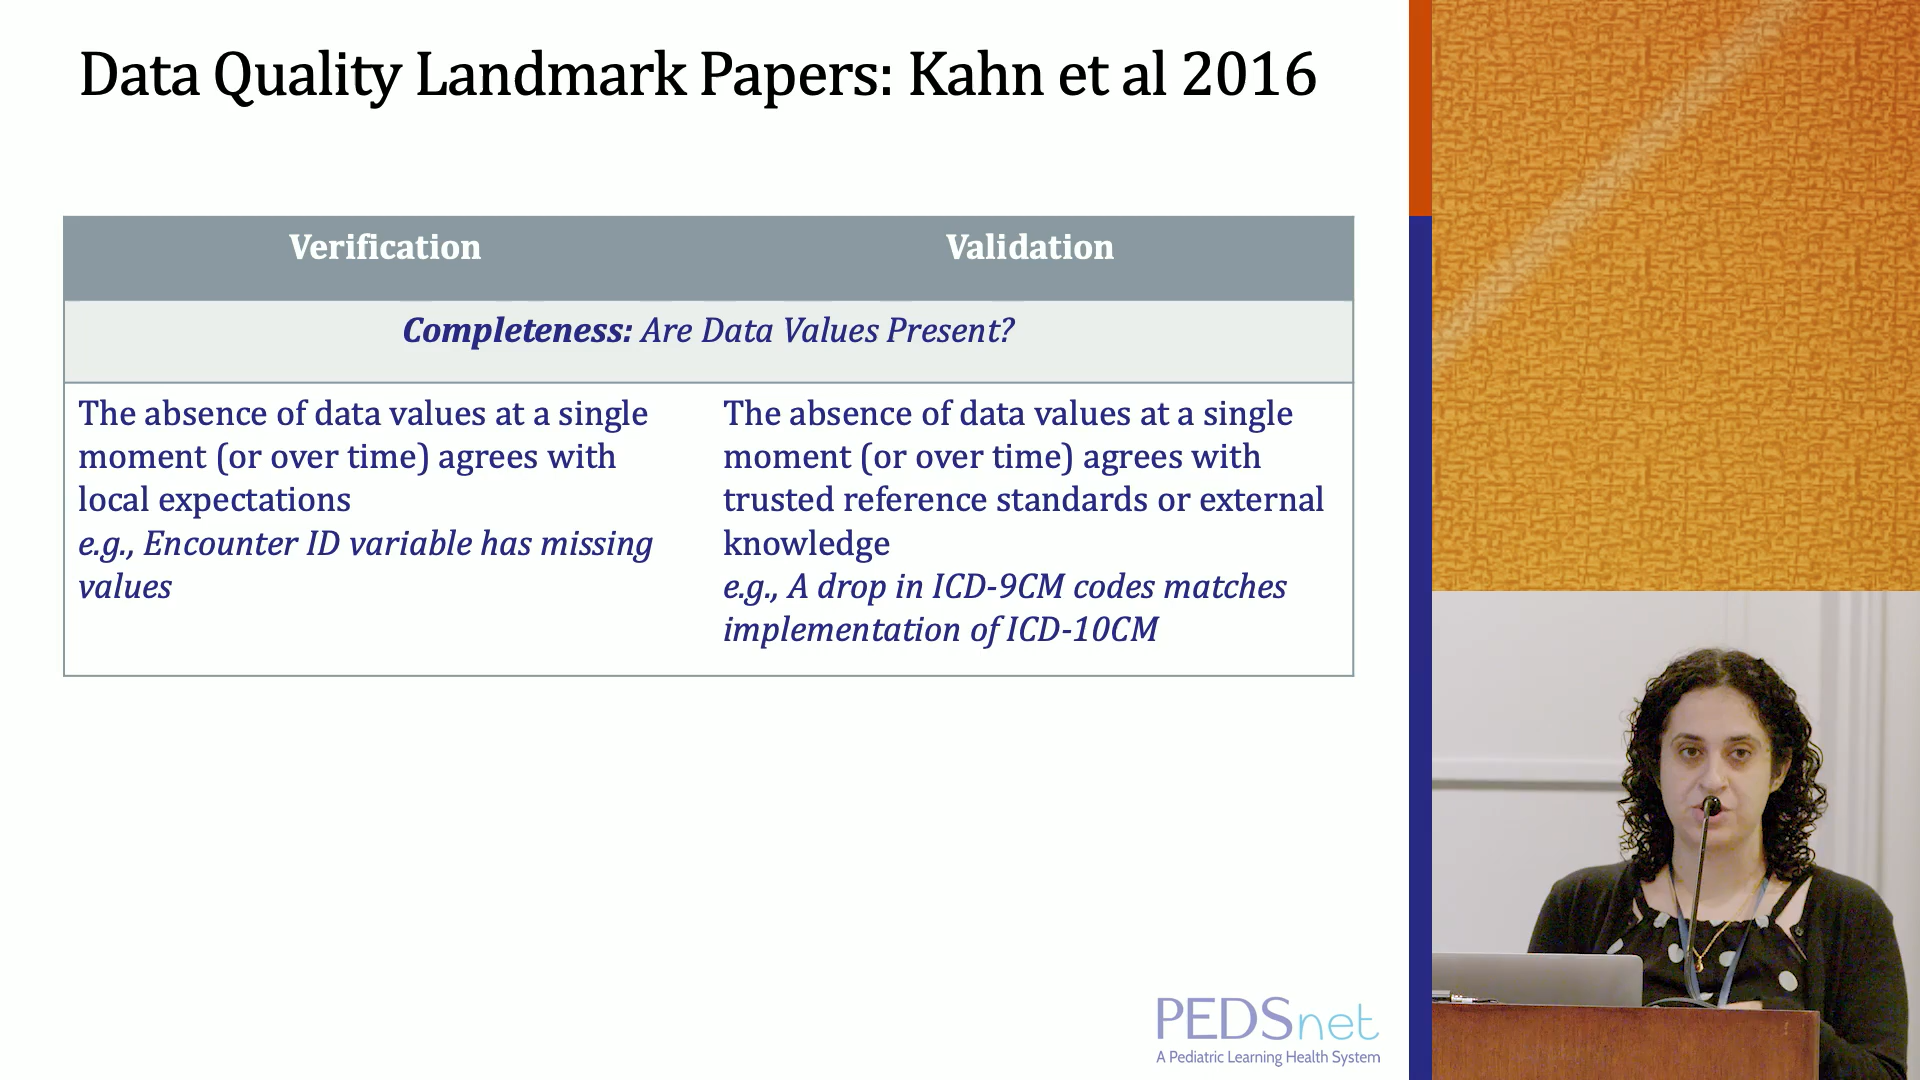 Data Quality Landmark Papers: Kahn et al 2016
Verification
Validation
Completeness: Are Data Values Present?
The absence of data values at a single
moment (or over time) agrees with
local expectations
e.g., Encounter ID variable has missing
values
The absence of data values at a single
moment (or over time) agrees with
trusted reference standards or external
knowledge
e.g., A drop in ICD-9CM codes matches
implementation of ICD-10CM
PEDSnet
A Pediatric Learning Health System